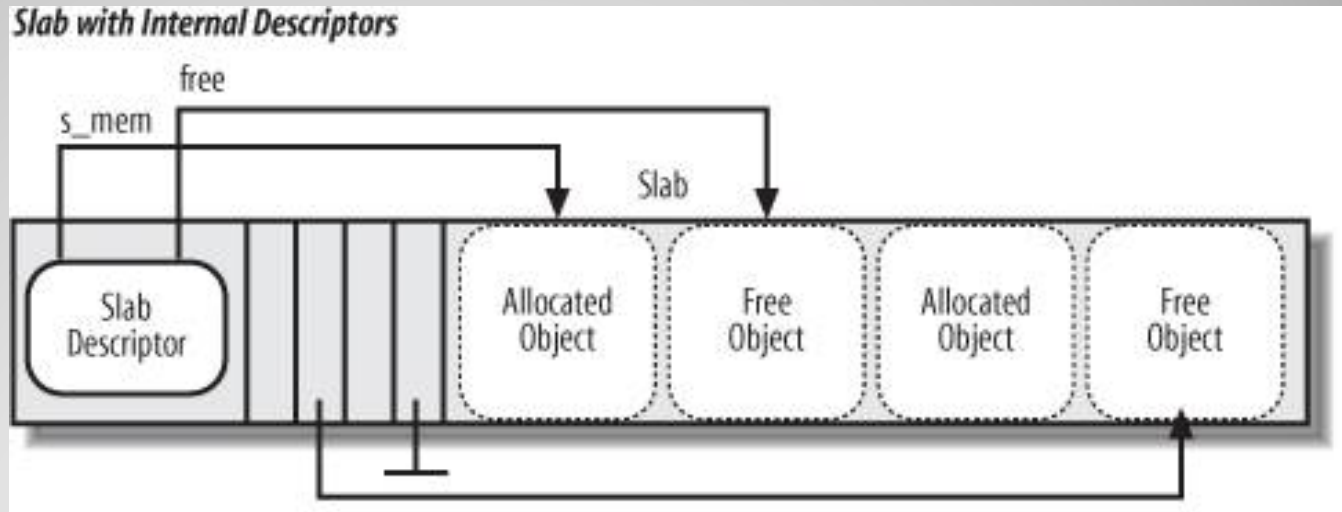 Slab with Internal Descriptors
free
s_mem
Slab
Slab
Descriptor
Allocated
Object
Free
Object
Allocated
Object
Free
Object